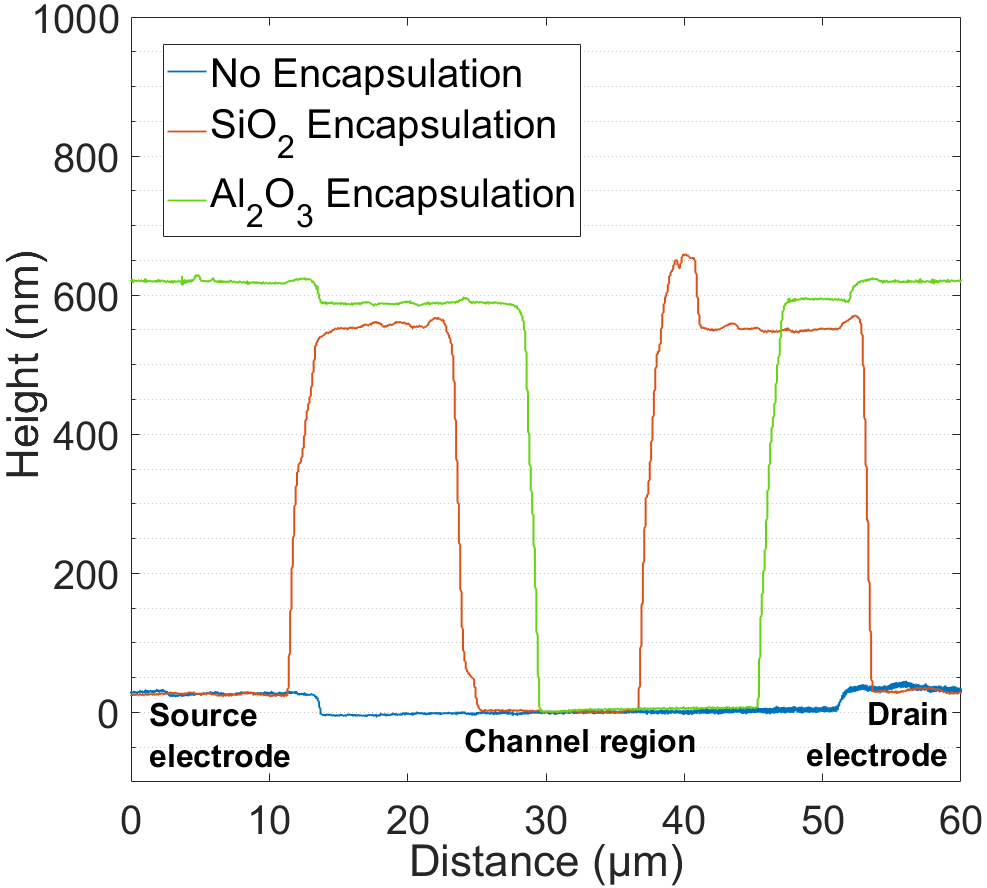 1000
800
600
400
200
0
Height (nm)
No Encapsulation
SiO2 Encapsulation
Al2O3 Encapsulation
Source
electrode
Channel region
Drain
electrode
0 10 20 30 40 50 60
Distance (μm)